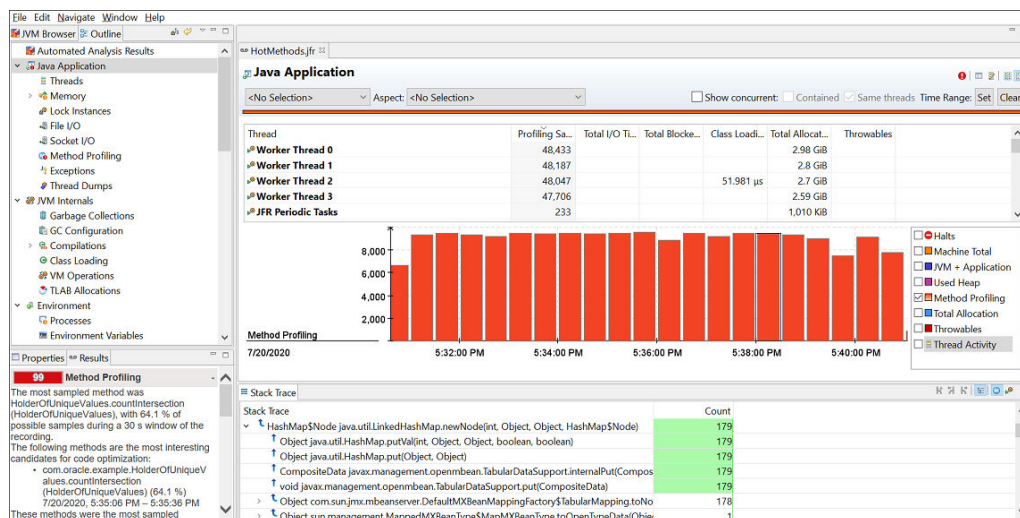 File Edit Navigate Window Help
JVM Browser Outline
Automated Analysis Results
Java Application
Threads
Memory
Lock Instances
File I/O
Socket I/O
Method Profiling
Exceptions
Thread Dumps
JVM Internals
Garbage Collections
GC Configuration
Compilations
Class Loading
VM Operations
TLAB Allocations
Environment
Processes
Environment Variables
Properties Results
99 Method Profiling
The most sampled method was
HolderOfUniqueValues.countIntersection
(HolderOfUniqueValues), with 64.1 % of
possible samples during a 30 s window of the
recording.
The following methods are the most interesting
candidates for code optimization:
• com.oracle.example.HolderOfUniqueV
alues.countIntersection
(HolderOfUniqueValues) (64.1 %)
7/20/2020, 5:35:06 PM – 5:35:36 PM
These methods were the most sampled
HotMethods.jfr
Java Application
<No Selection> Aspect: <No Selection> Show concurrent: Contained Same threads Time Range: Set Clear
Thread Profiling Sa... Total I/O Ti... Total Blocke... Class Loadi... Total Allocat... Throwables
Worker Thread 0 48,433 2.98 GiB
Worker Thread 1 48,187 2.8 GiB
Worker Thread 2 48,047 51.981 μs 2.7 GiB
Worker Thread 3 47,706 2.59 GiB
JFR Periodic Tasks 233 1,010 KiB
8,000
6,000
4,000
2,000
Method Profiling
7/20/2020 5:32:00 PM 5:34:00 PM 5:36:00 PM 5:38:00 PM 5:40:00 PM
Halts
Machine Total
JVM + Application
Used Heap
Method Profiling
Total Allocation
Throwables
Thread Activity
Stack Trace
Stack Trace Count
HashMap$Node java.util.LinkedHashMap.newNode(int, Object, Object, HashMap$Node) 179
Object java.util.HashMap.putVal(int, Object, Object, boolean, boolean) 179
Object java.util.HashMap.put(Object, Object) 179
CompositeData javax.management.openmbean.TabularDataSupport.internalPut(Compos 179
void javax.management.openmbean.TabularDataSupport.put(CompositeData) 179
Object com.sun.jmx.mbeanserver.DefaultMXBeanMappingFactory$TabularMapping.toNo 178
Object sun.management.MappedMXBeanType$MapMXBeanType.toOpenTypeData(Obje 1